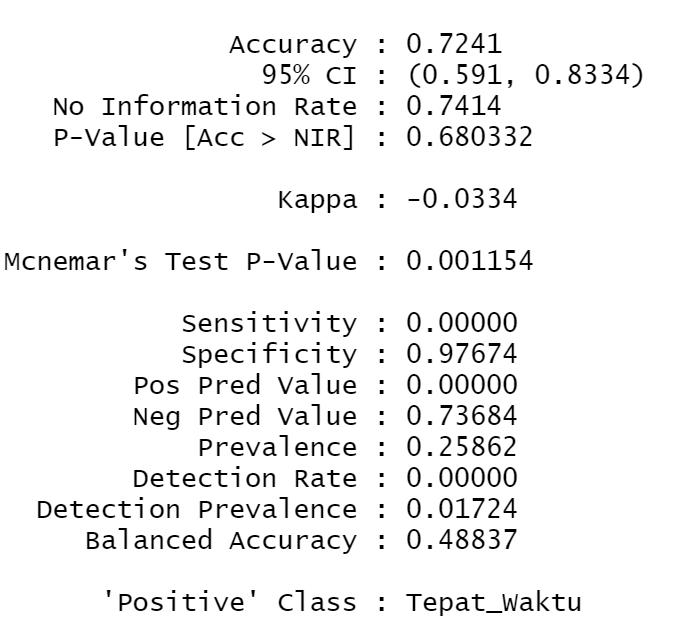 Accuracy : 0.7241
95% CI : (0.591, 0.8334)
No Information Rate : 0.7414
P-Value [Acc > NIR] : 0.680332
Kappa : -0.0334
Mcnemar's Test P-Value : 0.001154
Sensitivity : 0.00000
Specificity : 0.97674
Pos Pred Value : 0.00000
Neg Pred Value : 0.73684
Prevalence : 0.25862
Detection Rate : 0.00000
Detection Prevalence : 0.01724
Balanced Accuracy : 0.48837
'Positive' Class : Tepat_Waktu